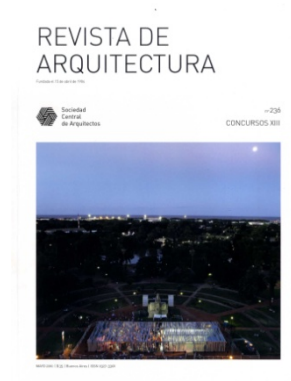 REVISTA DE
ARQUITECTURA
Sociedad
Central
de Arquitectos
238
CONCURSOS XIII